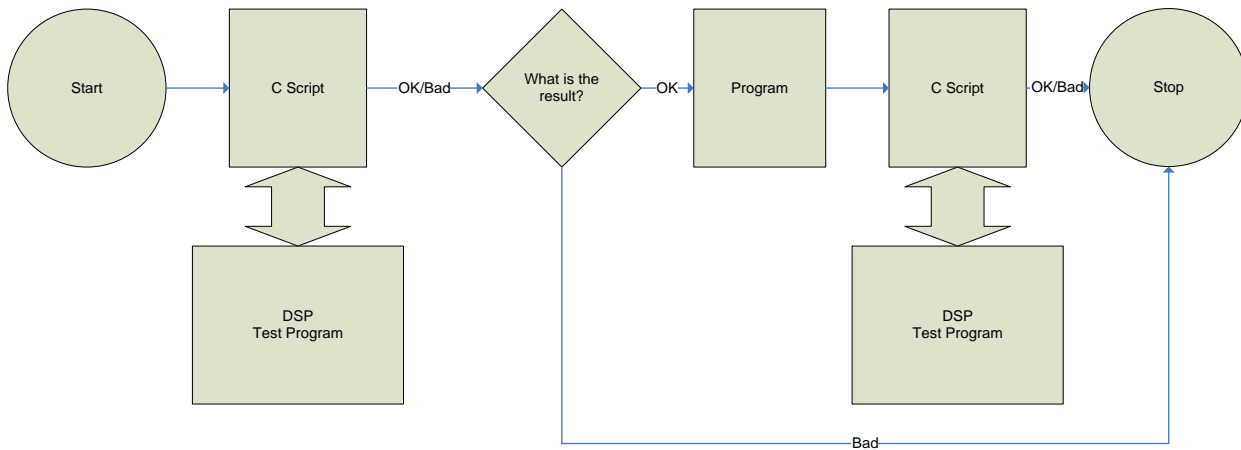 Start
C Script
OK/Bad
What is the
result?
OK
Program
C Script
OK/Bad
Stop
DSP
Test Program
DSP
Test Program
Bad